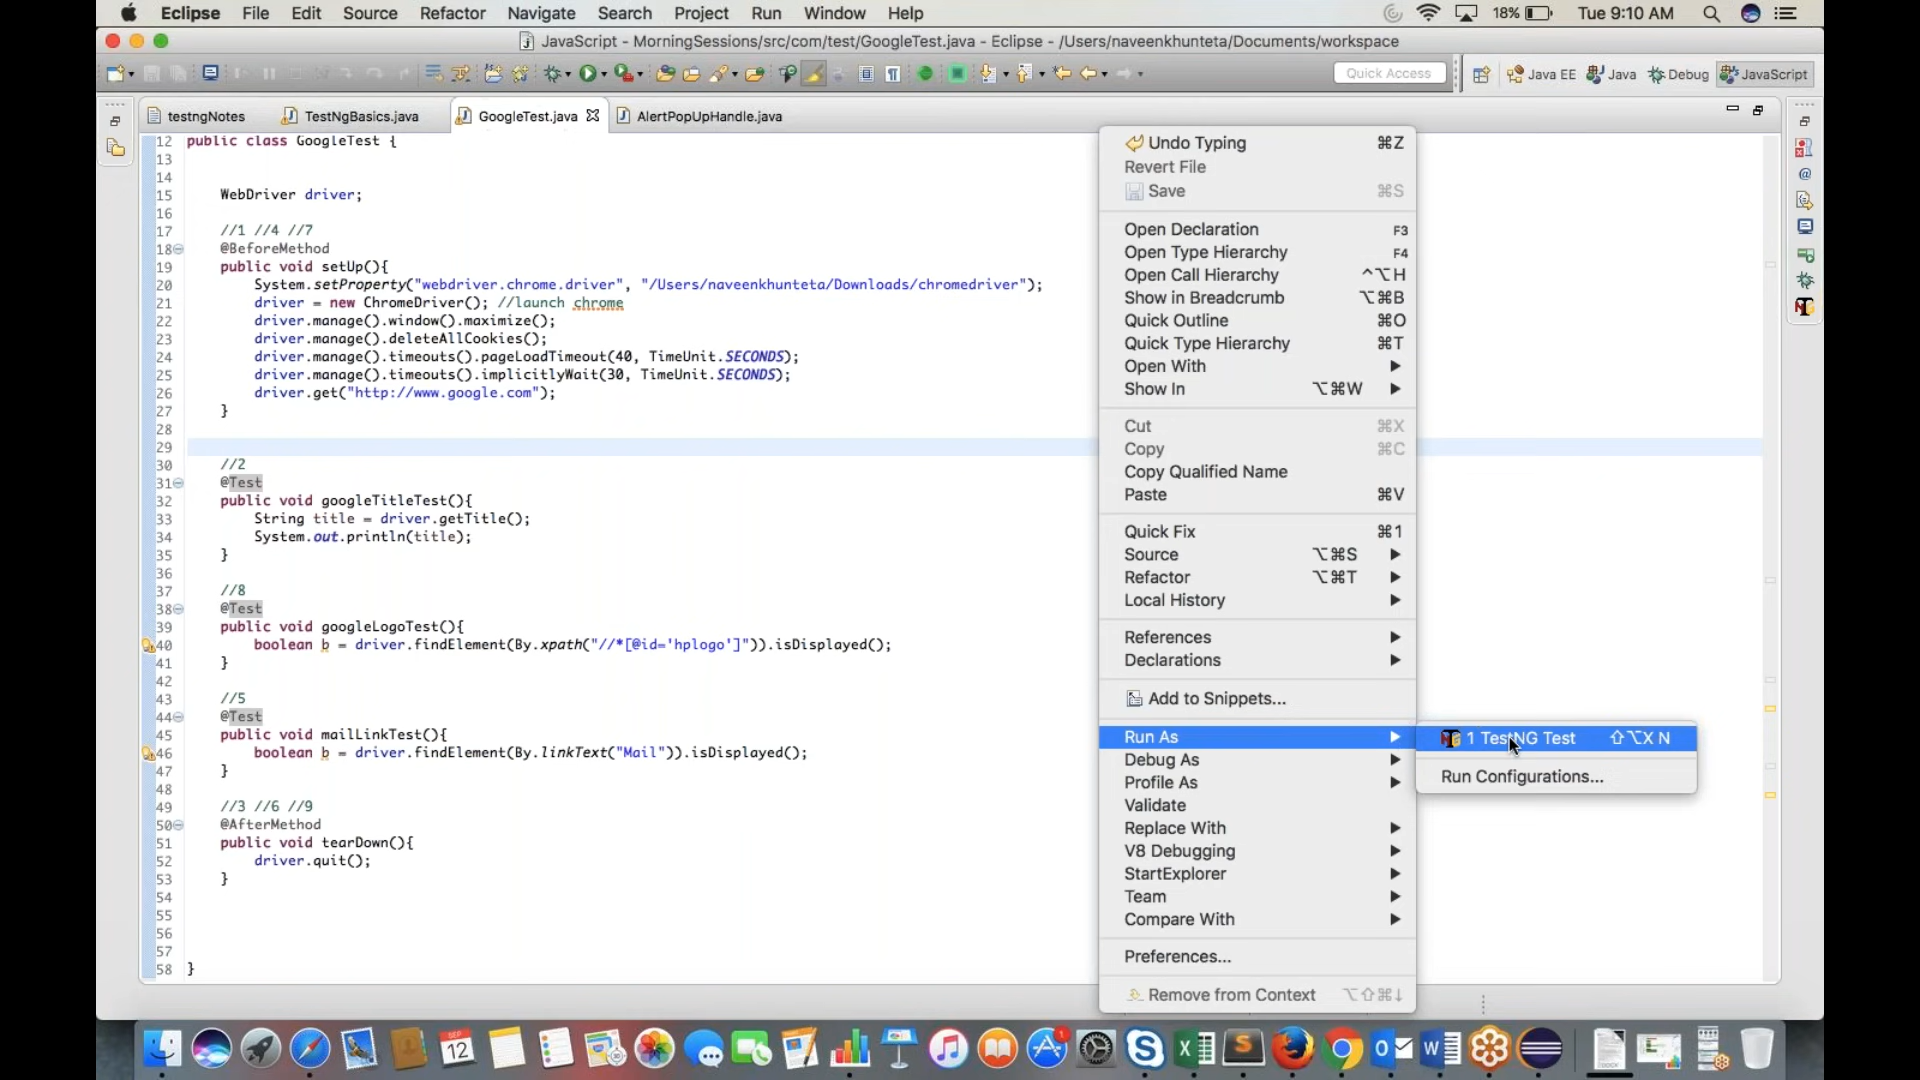 Eclipse File Edit Source Refactor Navigate Search Project Run Window Help 18% Tue 9:10 AM
JavaScript - MorningSessions/src/com/test/GoogleTest.java - Eclipse - /Users/naveenkhunteta/Documents/workspace
Quick Access Java EE Java Debug JavaScript
testngNotes TestNgBasics.java GoogleTest.java AlertPopUpHandle.java
12 public class GoogleTest {
13
14
15 WebDriver driver;
16
17 //1 //4 //7
18 @BeforeMethod
19 public void setUp(){
20 System.setProperty("webdriver.chrome.driver", "/Users/naveenkhunteta/Downloads/chromedriver");
21 driver = new ChromeDriver(); //launch chrome
22 driver.manage().window().maximize();
23 driver.manage().deleteAllCookies();
24 driver.manage().timeouts().pageLoadTimeout(40, TimeUnit.SECONDS);
25 driver.manage().timeouts().implicitlyWait(30, TimeUnit.SECONDS);
26 driver.get("http://www.google.com");
27 }
28
29
30 //2
31 @Test
32 public void googleTitleTest(){
33 String title = driver.getTitle();
34 System.out.println(title);
35 }
36
37 //8
38 @Test
39 public void googleLogoTest(){
40 boolean b = driver.findElement(By.xpath("//*[@id='hplogo']")).isDisplayed();
41 }
42
43 //5
44 @Test
45 public void mailLinkTest(){
46 boolean b = driver.findElement(By.linkText("Mail")).isDisplayed();
47 }
48
49 //3 //6 //9
50 @AfterMethod
51 public void tearDown(){
52 driver.quit();
53 }
54
55
56
57
58 }
Undo Typing ⌘Z
Revert File
Save ⌘S
Open Declaration F3
Open Type Hierarchy F4
Open Call Hierarchy ^⌥H
Show in Breadcrumb ⌥⌘B
Quick Outline ⌘O
Quick Type Hierarchy ⌘T
Open With
Show In ⌥⌘W
Cut ⌘X
Copy ⌘C
Copy Qualified Name
Paste ⌘V
Quick Fix ⌘1
Source ⌥⌘S
Refactor ⌥⌘T
Local History
References
Declarations
Add to Snippets...
Run As
Debug As
Profile As
Validate
Replace With
V8 Debugging
StartExplorer
Team
Compare With
Preferences...
Remove from Context ⌥⇧⌘↓
1 TestNG Test ⇧⌥X N
Run Configurations...
SEP
12
1